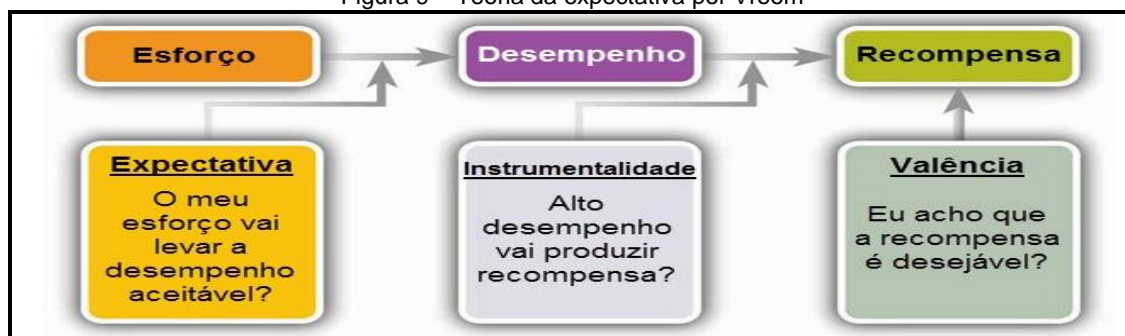 Esforço
Desempenho
Recompensa
Expectativa
O meu
esforço vai
levar a
desempenho
aceitável?
Instrumentalidade
Alto
desempenho
vai produzir
recompensa?
Valência
Eu acho que
a recompensa
é desejável?